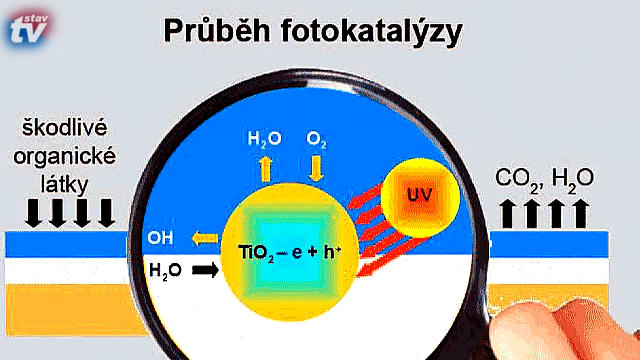 stav
tv
Průběh fotokatalýzy
škodlivé
organické
látky
H₂O
O₂
UV
CO₂, H₂O
OH
TiO₂ – e + h⁺
H₂O